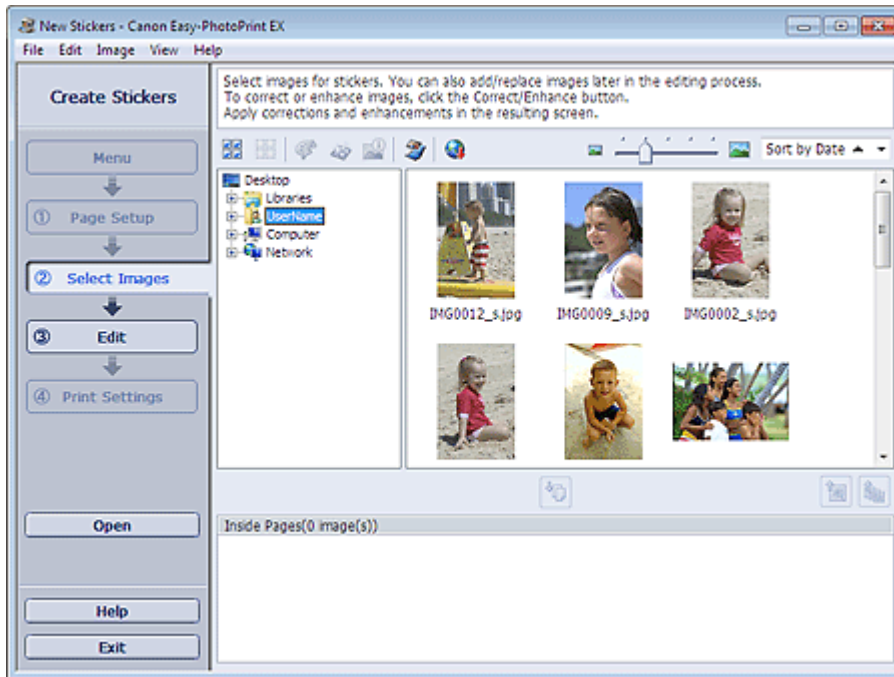 New Stickers - Canon Easy-PhotoPrint EX
File Edit Image View Help
Create Stickers
Select images for stickers. You can also add/replace images later in the editing process.
To correct or enhance images, click the Correct/Enhance button.
Apply corrections and enhancements in the resulting screen.
Menu
① Page Setup
② Select Images
③ Edit
④ Print Settings
Open
Help
Exit
Sort by Date
Desktop
Libraries
UserName
Computer
Network
IMG0012_s.jpg IMG0009_s.jpg IMG0002_s.jpg
Inside Pages(0 image(s))